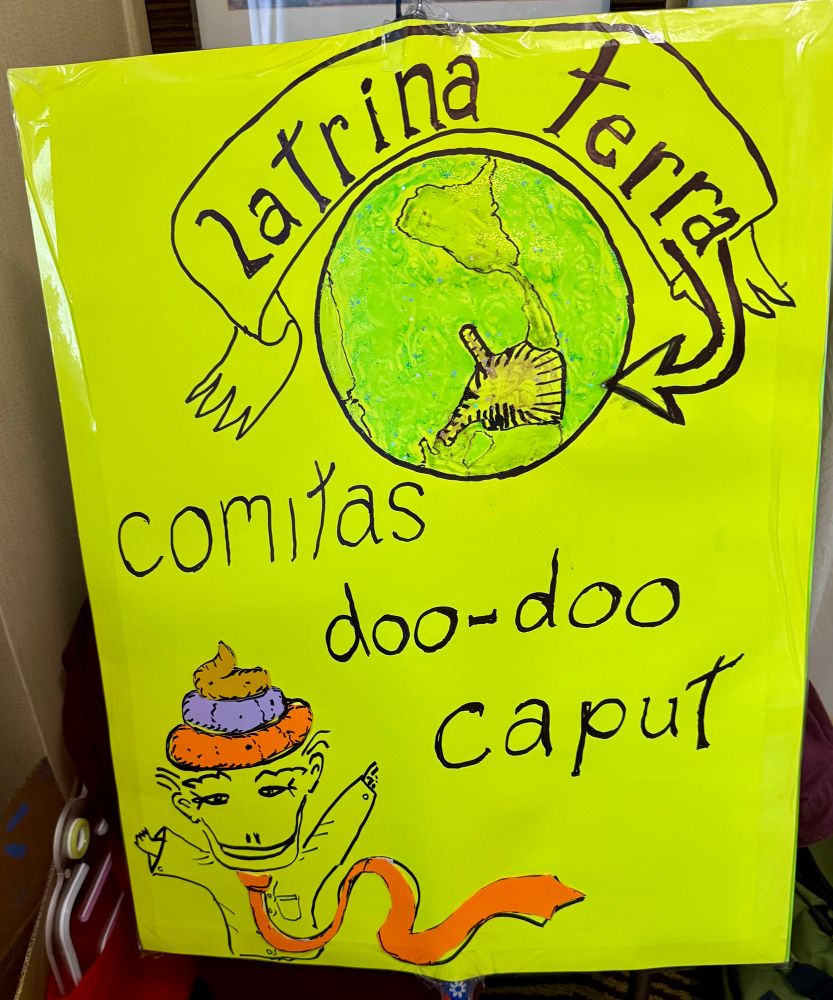 latrina terra
comitas
doo-doo
caput